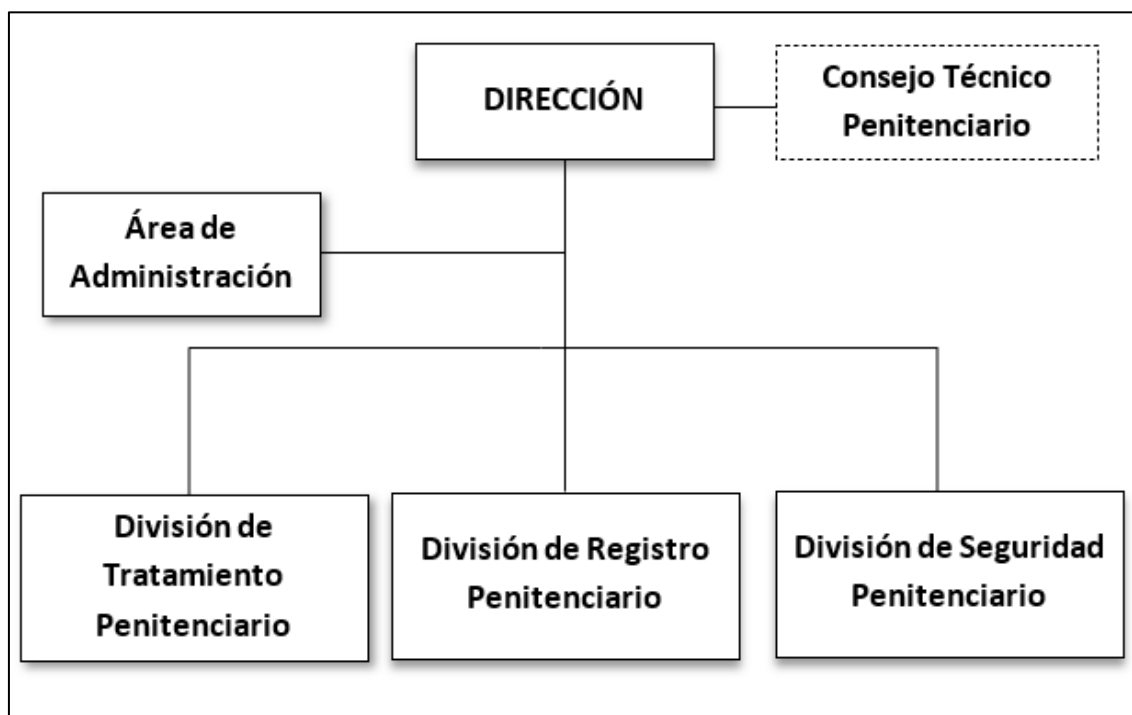 DIRECCIÓN
Consejo Técnico
Penitenciario
Área de
Administración
División de
Tratamiento
Penitenciario
División de Registro
Penitenciario
División de Seguridad
Penitenciario